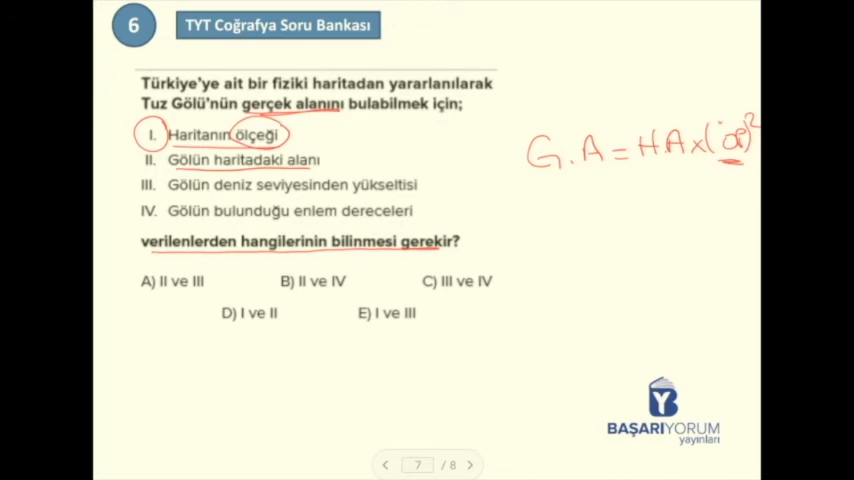 6
TYT Coğrafya Soru Bankası
Türkiye'ye ait bir fiziki haritadan yararlanılarak
Tuz Gölü'nün gerçek alanını bulabilmek için;
I. Haritanın ölçeği
II. Gölün haritadaki alanı
III. Gölün deniz seviyesinden yükseltisi
IV. Gölün bulunduğu enlem dereceleri
verilenlerden hangilerinin bilinmesi gerekir?
A) II ve III B) II ve IV C) III ve IV
D) I ve II E) I ve III
G.A = H.A x (öp)²
BAŞARIYORUM
yayınları
7 / 8